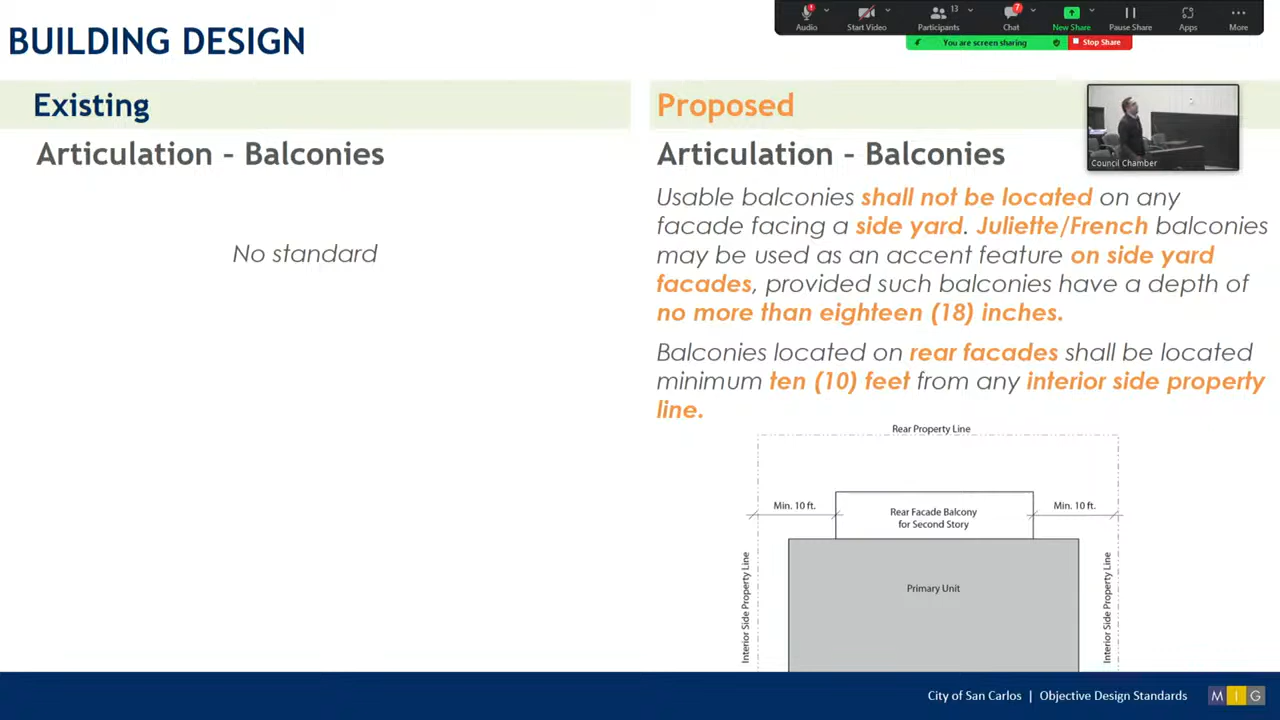 BUILDING DESIGN
Audio
Start Video
13
Participants
7
Chat
New Share
Pause Share
Apps
More
You are screen sharing
Stop Share
Existing
Articulation - Balconies
No standard
Proposed
Council Chamber
Articulation - Balconies
Usable balconies shall not be located on any
facade facing a side yard. Juliette/French balconies
may be used as an accent feature on side yard
facades, provided such balconies have a depth of
no more than eighteen (18) inches.
Balconies located on rear facades shall be located
minimum ten (10) feet from any interior side property
line.
Rear Property Line
Min. 10 ft.
Rear Facade Balcony
for Second Story
Min. 10 ft.
Interior Side Property Line
Primary Unit
Interior Side Property Line
City of San Carlos | Objective Design Standards
MIG